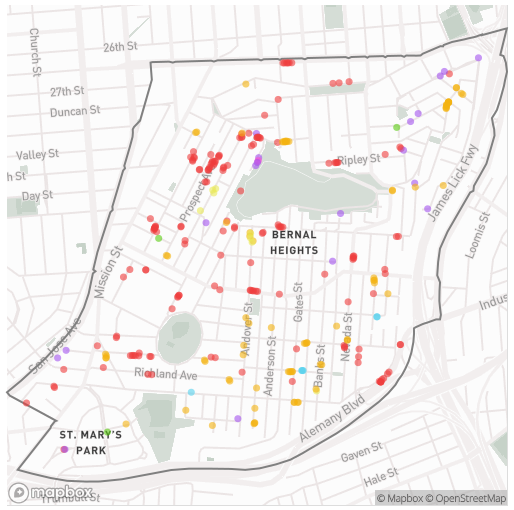 Church St
26th St
27th St
Duncan St
Valley St
h St
Day St
Ripley St
Prospect
James Lick Fwy
Loomis St
BERNAL
HEIGHTS
Mission St
Indus
San Jose Ave
Andover St
Gates St
Nevada St
Anderson St
Banks St
Richland Ave
Alemany Blvd
ST. MARY'S
PARK
Gaven St
Hale St
mapbox
Trumbull St
© Mapbox © OpenStreetMap